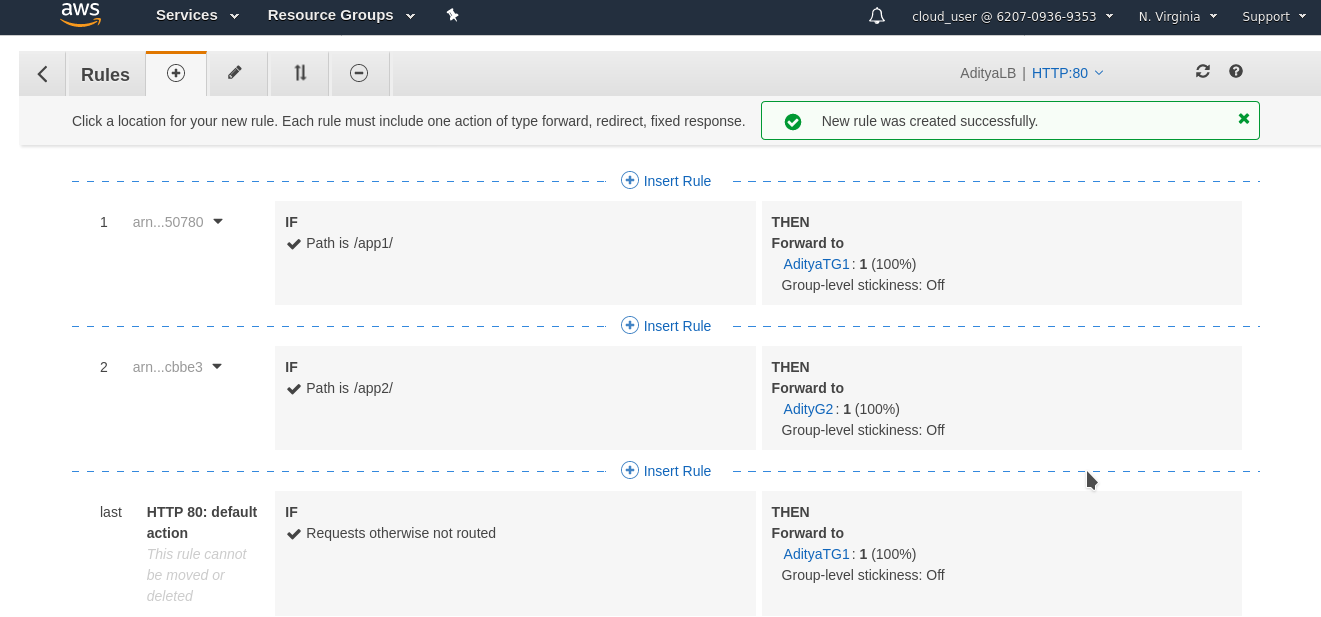 aws Services Resource Groups cloud_user @ 6207-0936-9353 N. Virginia Support
Rules AdityaLB | HTTP:80
Click a location for your new rule. Each rule must include one action of type forward, redirect, fixed response. New rule was created successfully.
Insert Rule
1 arn...50780 IF THEN
Path is /app1/ Forward to
AdityaTG1: 1 (100%)
Group-level stickiness: Off
Insert Rule
2 arn...cbbe3 IF THEN
Path is /app2/ Forward to
AdityG2: 1 (100%)
Group-level stickiness: Off
Insert Rule
last HTTP 80: default IF THEN
action Requests otherwise not routed Forward to
This rule cannot AdityaTG1: 1 (100%)
be moved or Group-level stickiness: Off
deleted